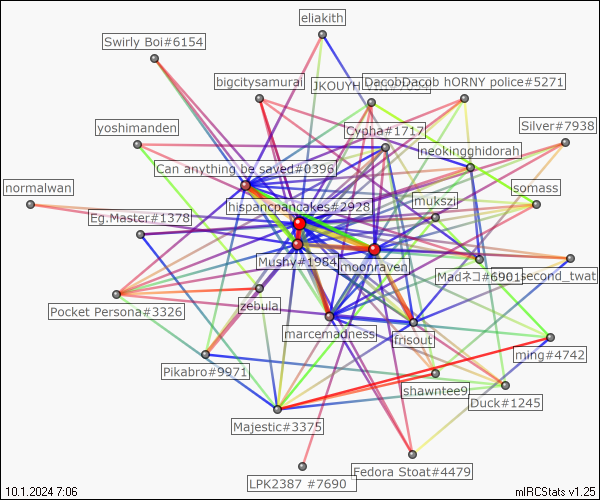 eliakith
Swirly Boi#6154
bigcitysamurai
JKOUYH
DacobDacob hORNY police#5271
yoshimanden
Cypha#1717
Silver#7938
neokingghidorah
Can anything be saved#0396
normalwan
mukszi
somass
hispancpancakes#2928
Eg.Master#1378
Mushy#1984
moonraven
Madネコ#6901
second_twat
zebula
Pocket Persona#3326
marcemadness
frisout
ming#4742
Pikabro#9971
shawntee9
Duck#1245
Majestic#3375
Fedora Stoat#4479
LPK2387 #7690
10.1.2024 7:06
mIRCStats v1.25